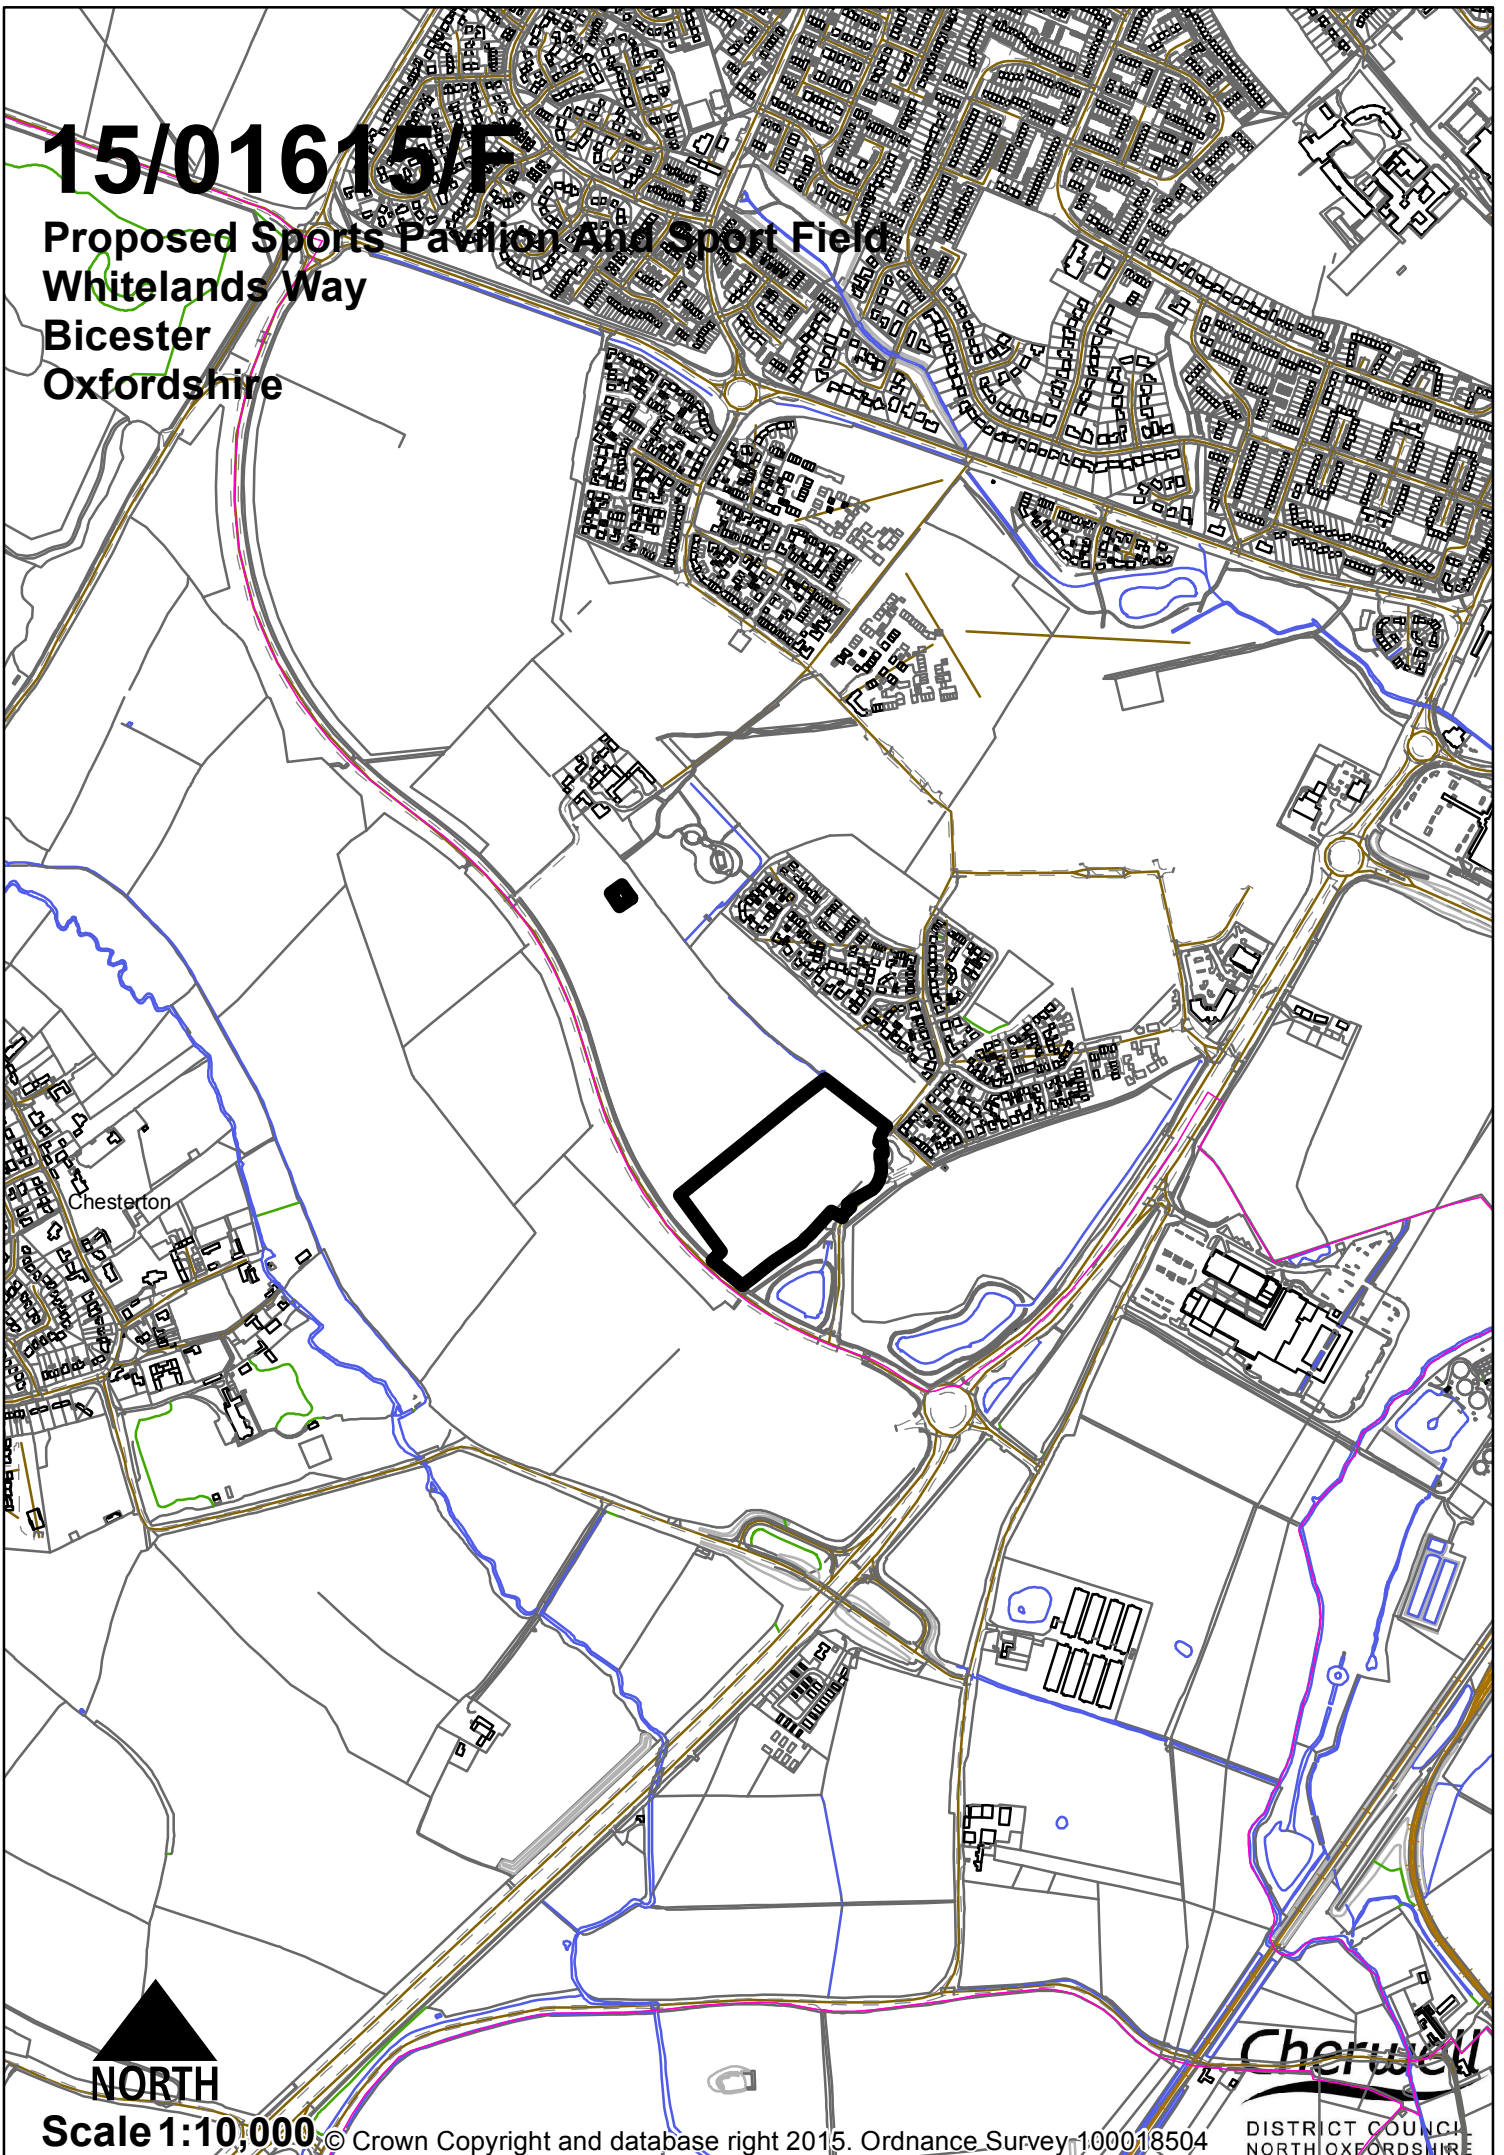 15/01615/F
Proposed Sports Pavilion And Sport Field
Whitelands Way
Bicester
Oxfordshire
Chesterton
NORTH
Scale 1:10,000
© Crown Copyright and database right 2015. Ordnance Survey 100018504
Cherwell
DISTRICT COUNCIL
NORTH OXFORDSHIRE